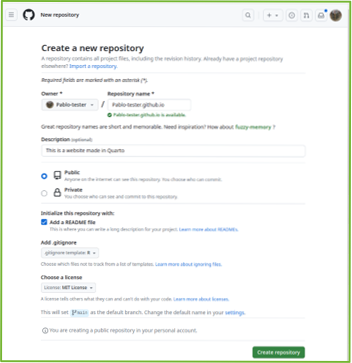 New repository
Create a new repository
A repository contains all project files, including the revision history. Already have a project repository
elsewhere? Import a repository.
Required fields are marked with an asterisk (*).
Owner * Repository name *
Pablo-tester / Pablo-tester.github.io
Pablo-tester.github.io is available.
Great repository names are short and memorable. Need inspiration? How about fuzzy-memory ?
Description (optional)
This is a website made in Quarto
Public
Anyone on the internet can see this repository. You choose who can commit.
Private
You choose who can see and commit to this repository.
Initialize this repository with:
Add a README file
This is where you can write a long description for your project. Learn more about READMEs.
Add .gitignore
.gitignore template: R
Choose which files not to track from a list of templates. Learn more about ignoring files.
Choose a license
License: MIT License
A license tells others what they can and can't do with your code. Learn more about licenses.
This will set main as the default branch. Change the default name in your settings.
You are creating a public repository in your personal account.
Create repository